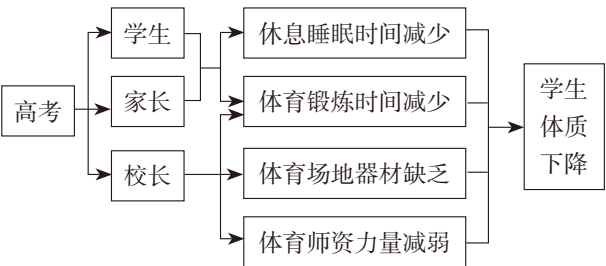 高考
学生
家长
校长
休息睡眠时间减少
体育锻炼时间减少
体育场地器材缺乏
体育师资力量减弱
学生
体质
下降